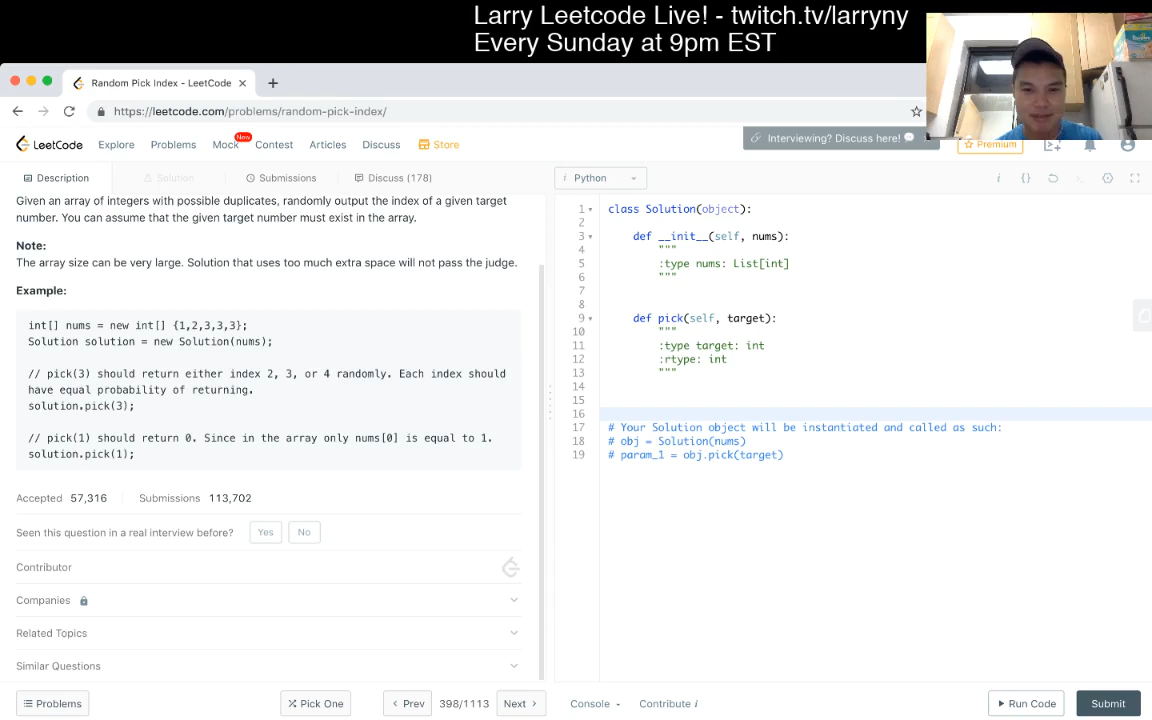 Larry Leetcode Live! - twitch.tv/larryny
Every Sunday at 9pm EST
Random Pick Index - LeetCode
https://leetcode.com/problems/random-pick-index/
LeetCode
Explore
Problems
Mock
New
Contest
Articles
Discuss
Store
Interviewing? Discuss here!
Premium
Description
Solution
Submissions
Discuss (178)
Given an array of integers with possible duplicates, randomly output the index of a given target
number. You can assume that the given target number must exist in the array.
Note:
The array size can be very large. Solution that uses too much extra space will not pass the judge.
Example:
int[] nums = new int[] {1,2,3,3,3};
Solution solution = new Solution(nums);
// pick(3) should return either index 2, 3, or 4 randomly. Each index should
have equal probability of returning.
solution.pick(3);
// pick(1) should return 0. Since in the array only nums[0] is equal to 1.
solution.pick(1);
Accepted 57,316 Submissions 113,702
Seen this question in a real interview before? Yes No
Contributor
Companies
Related Topics
Similar Questions
Problems
Pick One
Prev
398/1113
Next
i Python
i {}
1 class Solution(object):
2
3 def __init__(self, nums):
4 """
5 :type nums: List[int]
6 """
7
8
9 def pick(self, target):
10 """
11 :type target: int
12 :rtype: int
13 """
14
15
16
17 # Your Solution object will be instantiated and called as such:
18 # obj = Solution(nums)
19 # param_1 = obj.pick(target)
Console
Contribute i
Run Code
Submit